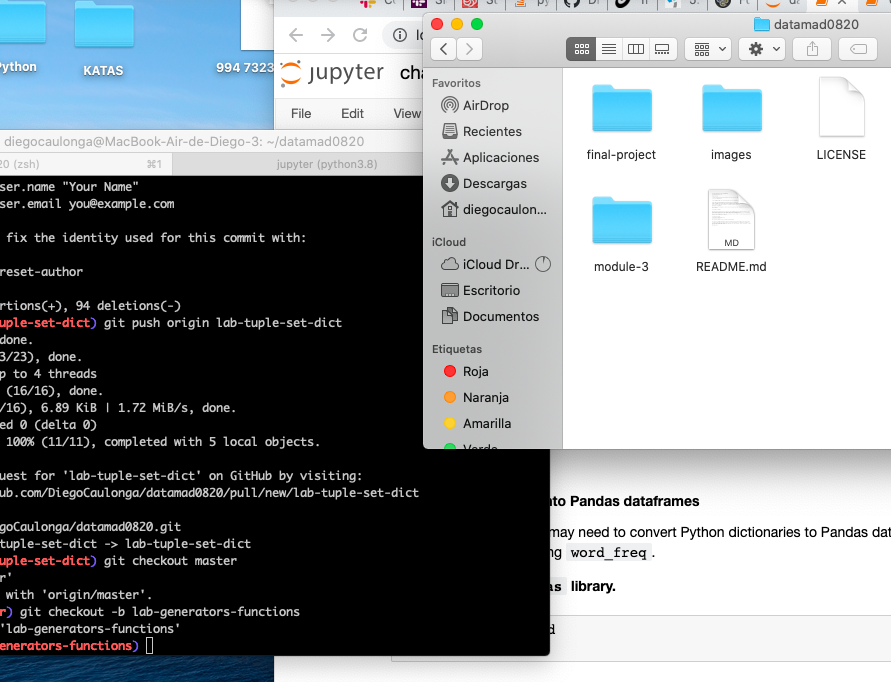 Python
KATAS
994 7323
jupyter
File
Edit
View
diegocaulonga@MacBook-Air-de-Diego-3: ~/datamad0820
20 (zsh)
⌘1
jupyter (python3.8)
ser.name "Your Name"
ser.email you@example.com
fix the identity used for this commit with:
reset-author
rtions(+), 94 deletions(-)
uple-set-dict) git push origin lab-tuple-set-dict
done.
3/23), done.
p to 4 threads
(16/16), done.
/16), 6.89 KiB | 1.72 MiB/s, done.
ed 0 (delta 0)
100% (11/11), completed with 5 local objects.
uest for 'lab-tuple-set-dict' on GitHub by visiting:
ub.com/DiegoCaulonga/datamad0820/pull/new/lab-tuple-set-dict
goCaulonga/datamad0820.git
tuple-set-dict -> lab-tuple-set-dict
uple-set-dict) git checkout master
r'
with 'origin/master'.
r) git checkout -b lab-generators-functions
'lab-generators-functions'
enerators-functions)
datamad0820
Favoritos
AirDrop
Recientes
Aplicaciones
Descargas
diegocaulon...
iCloud
iCloud Dr...
Escritorio
Documentos
Etiquetas
Roja
Naranja
Amarilla
Verde
final-project
images
LICENSE
module-3
MD
README.md
nto Pandas dataframes
may need to convert Python dictionaries to Pandas dat
ng word_freq.
as library.
d